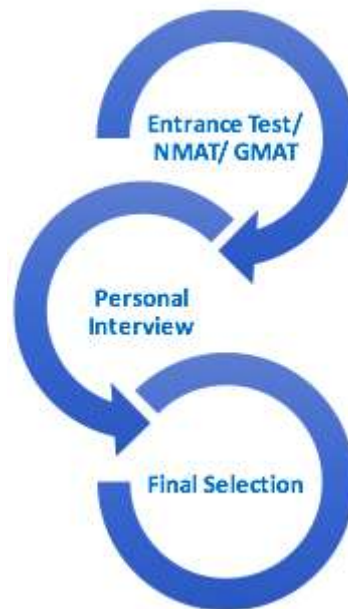 Entrance Test/
NMAT/ GMAT
Personal
Interview
Final Selection